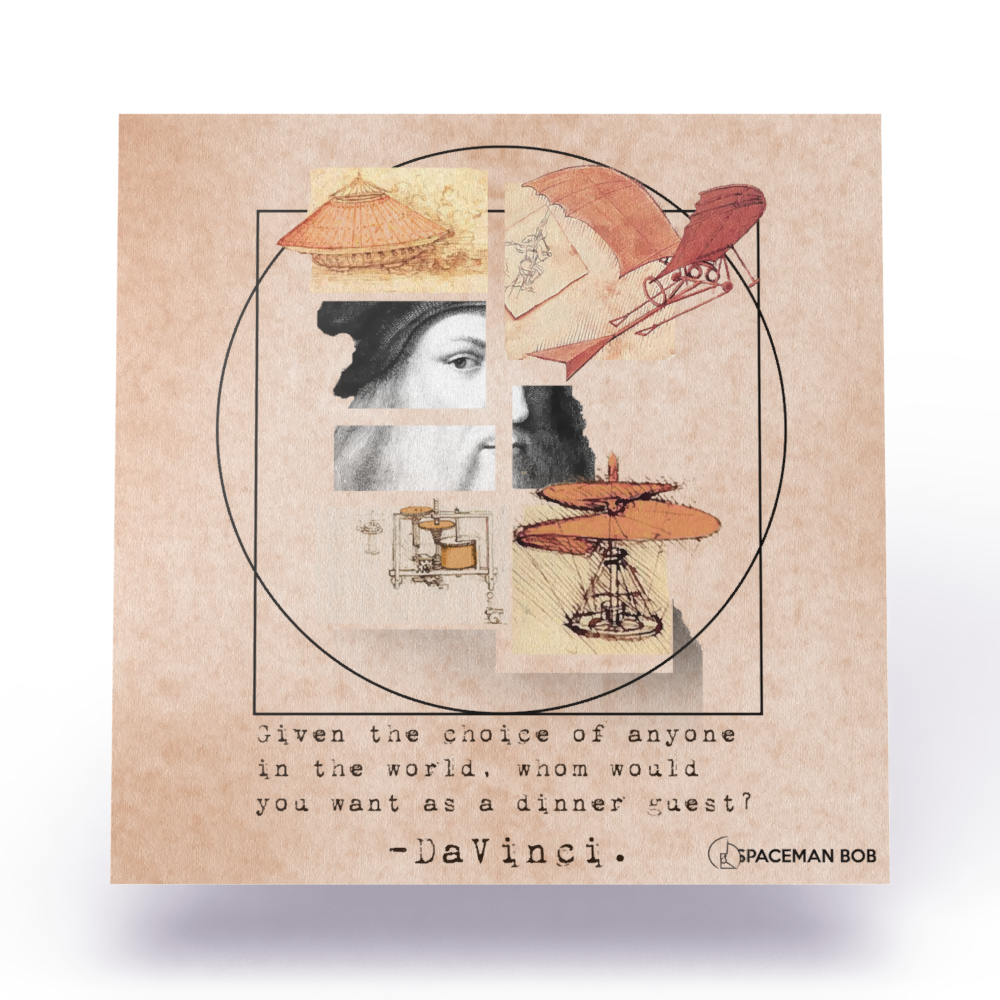 Given the choice of anyone
in the world, whom would
you want as a dinner guest?
-DaVinci.
SPACEMAN BOB